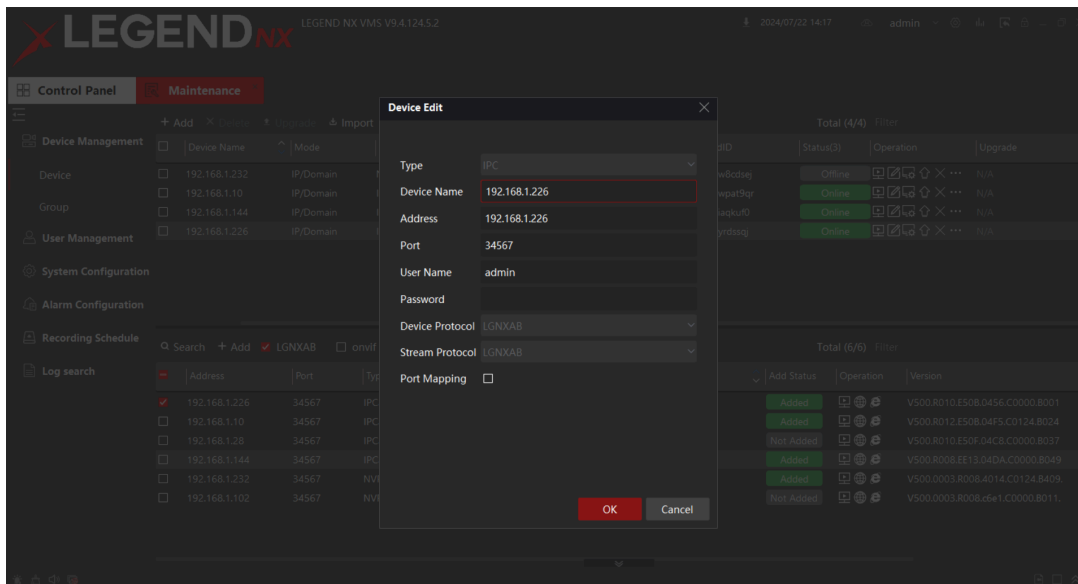 LEGEND NX
LEGEND NX VMS V9.4.124.5.2
2024/07/22 14:17
admin
Control Panel
Maintenance
+ Add
Delete
Upgrade
Import
Total (4/4) Filter
Device Management
Device
Group
User Management
System Configuration
Alarm Configuration
Recording Schedule
Log search
Device Name Mode Status(3) Operation Upgrade
192.168.1.232 IP/Domain Offline N/A
192.168.1.10 IP/Domain Online N/A
192.168.1.144 IP/Domain Online N/A
192.168.1.226 IP/Domain Online N/A
Device Edit
Type IPC
Device Name 192.168.1.226
Address 192.168.1.226
Port 34567
User Name admin
Password
Device Protocol LGNXAB
Stream Protocol LGNXAB
Port Mapping
OK Cancel
Search + Add LGNXAB onvif Total (6/6) Filter
Address Port Add Status Operation Version
192.168.1.226 34567 IPC Added V500.R010.E50B.0456.C0000.B001
192.168.1.10 34567 IPC Added V500.R012.E50B.04F5.C0124.B024
192.168.1.28 34567 IPC Not Added V500.R010.E50F.04C8.C0000.B037
192.168.1.144 34567 IPC Added V500.R008.EE13.04DA.C0000.B049
192.168.1.232 34567 Added V500.0003.R008.4014.C0124.B409.
192.168.1.102 34567 Not Added V500.0003.R008.c6e1.C0000.B011.